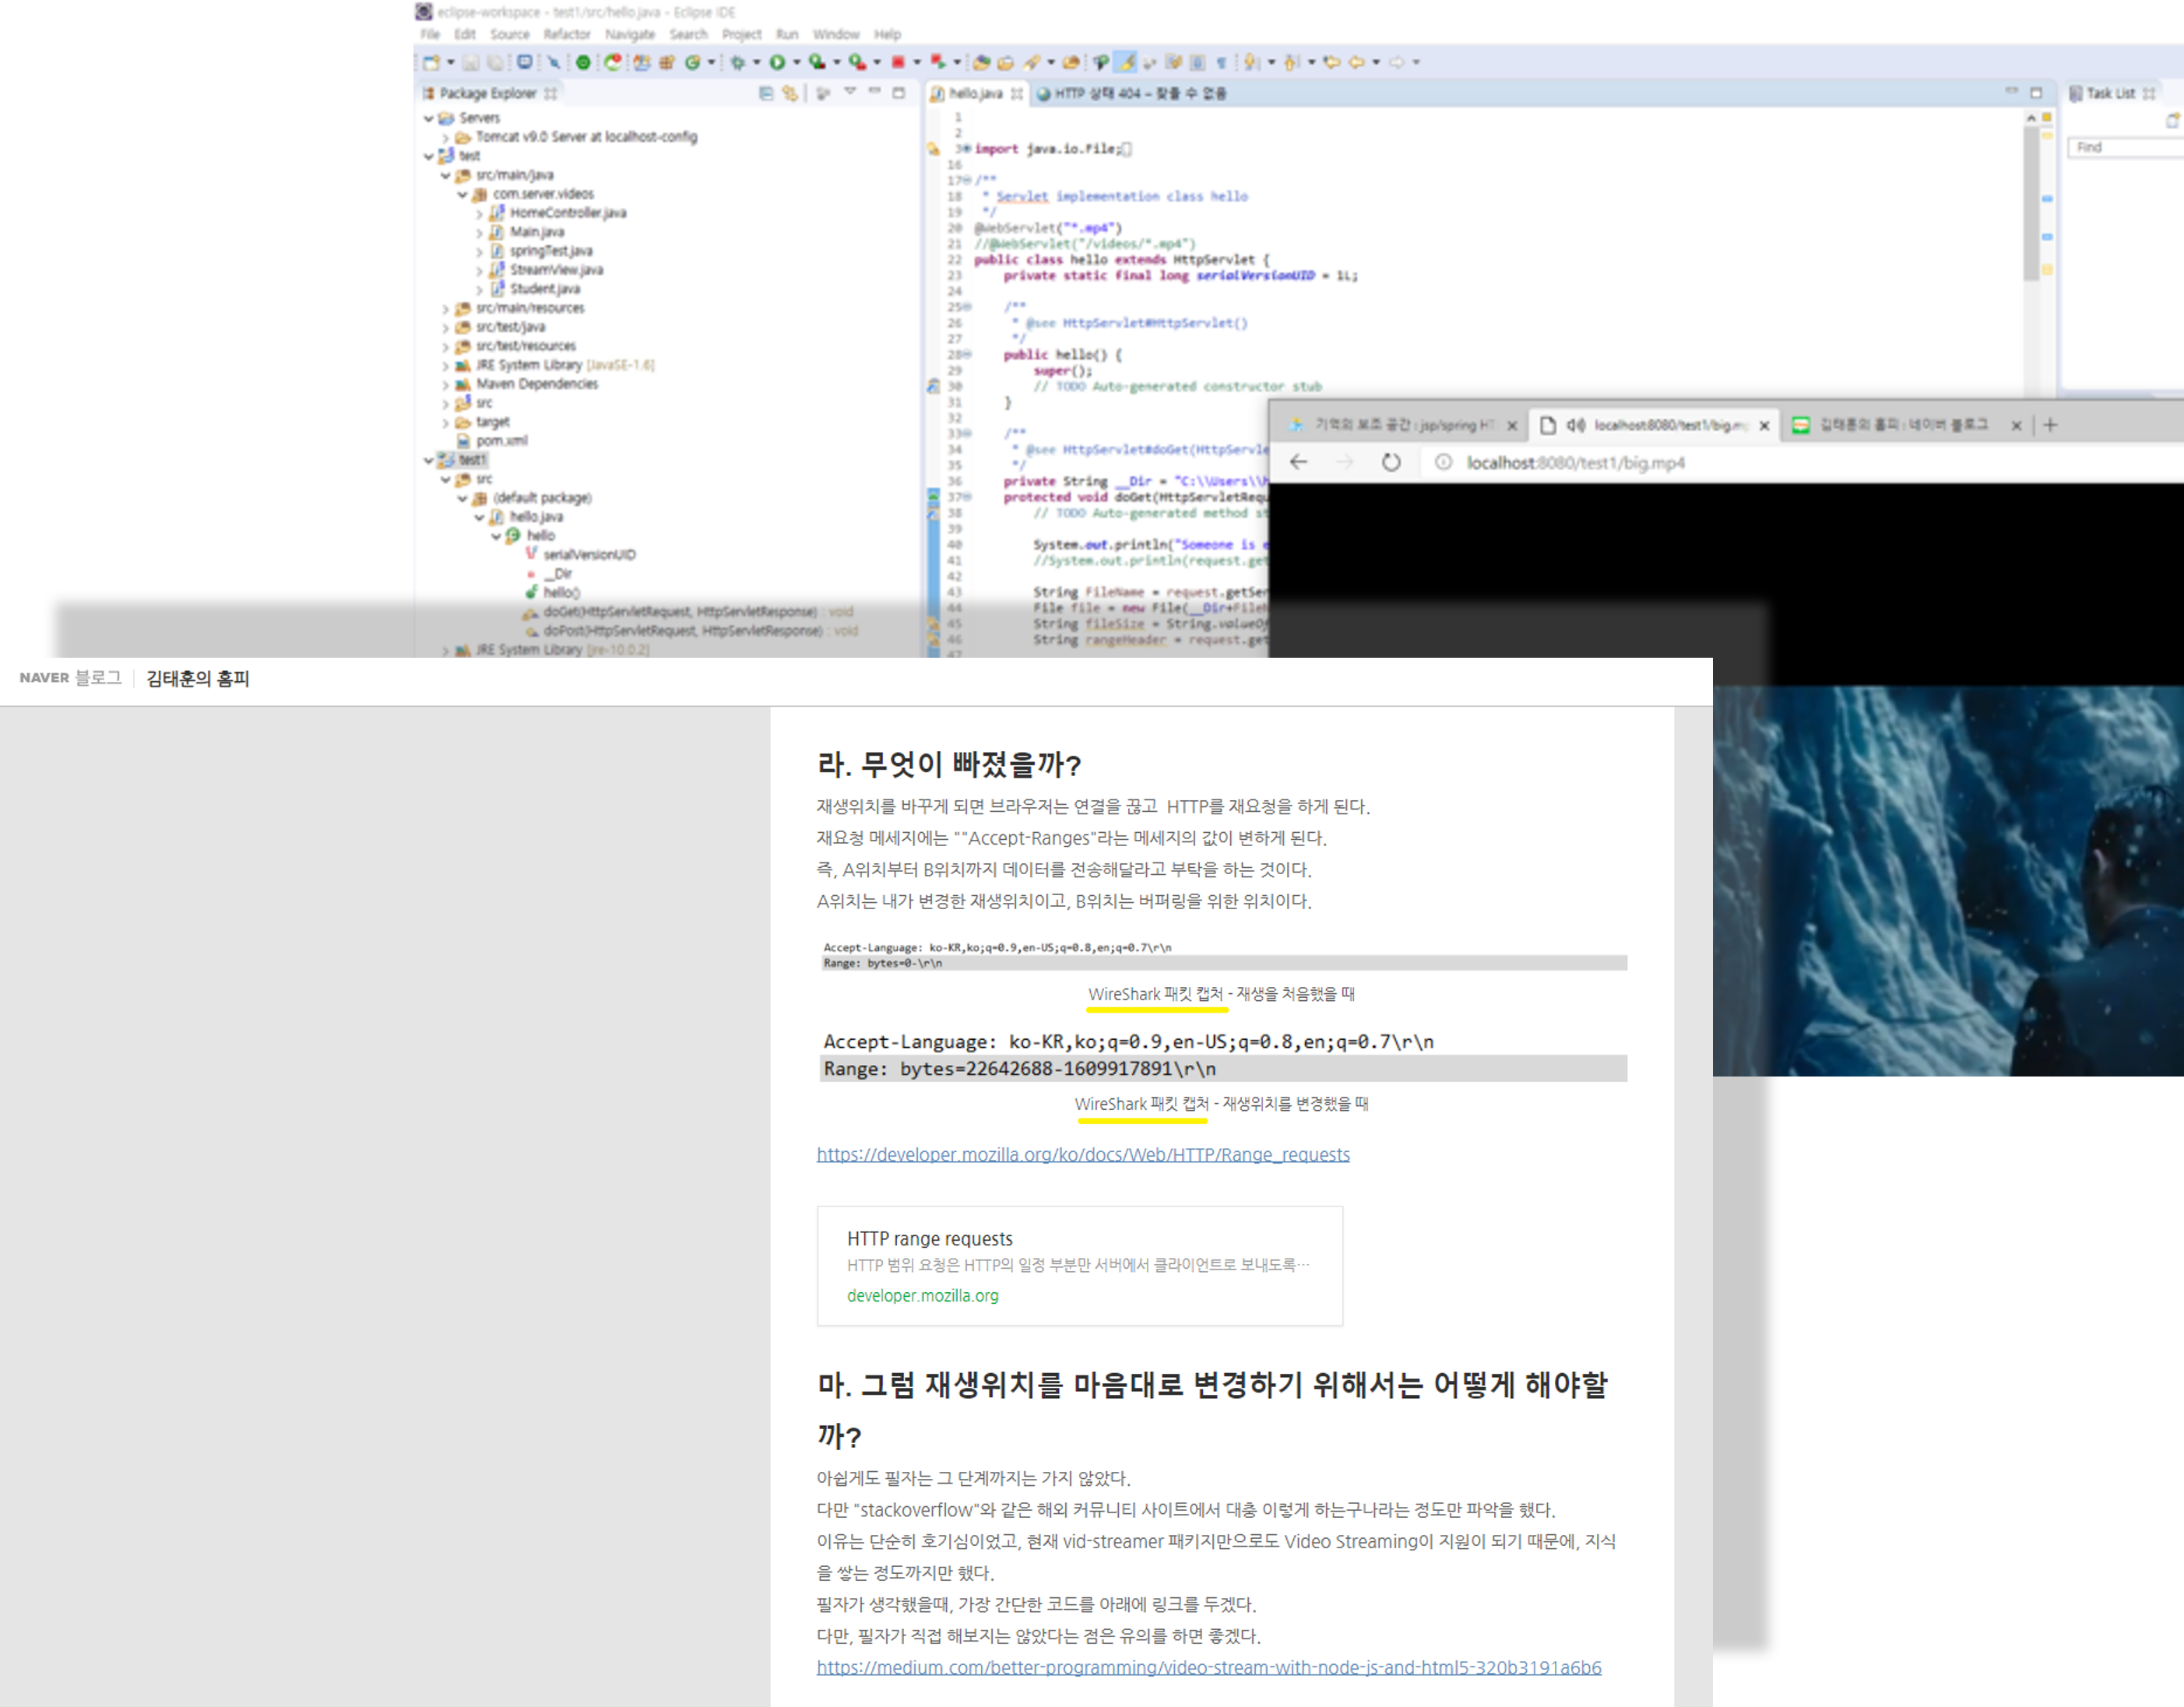 eclipse-workspace - test1/src/hello.java - Eclipse IDE
File Edit Source Refactor Navigate Search Project Run Window Help
Package Explorer
Servers
Tomcat v9.0 Server at localhost-config
test
src/main/java
com.server.videos
HomeController.java
Main.java
springTest.java
StreamView.java
Student.java
src/main/resources
src/test/java
src/test/resources
JRE System Library [JavaSE-1.6]
Maven Dependencies
src
target
pom.xml
test1
src
(default package)
hello.java
hello
serialVersionUID
__Dir
hello()
doGet(HttpServletRequest, HttpServletResponse) : void
doPost(HttpServletRequest, HttpServletResponse) : void
JRE System Library [jre-10.0.2]
hello.java HTTP 상태 404 – 찾을 수 없음
1
2
3 import java.io.File;
16
17 /**
18 * Servlet implementation class hello
19 */
20 @WebServlet("*.mp4")
21 //@WebServlet("/videos/*.mp4")
22 public class hello extends HttpServlet {
23 private static final long serialVersionUID = 1L;
24
25 /**
26 * @see HttpServlet#HttpServlet()
27 */
28 public hello() {
29 super();
30 // TODO Auto-generated constructor stub
31 }
32
33 /**
34 * @see HttpServlet#doGet(HttpServle
35 */
36 private String __Dir = "C:\\Users\\h
37 protected void doGet(HttpServletRequ
38 // TODO Auto-generated method st
39
40 System.out.println("Someone is
41 //System.out.println(request.get
42
43 String FileName = request.getSer
44 File file = new File(__Dir+FileN
45 String fileSize = String.valueOf
46 String rangeHeader = request.get
47
Task List
Find
기억의 보조 공간 : jsp/spring HT
localhost:8080/test1/big.m
김태훈의 홈피 : 네이버 블로그
localhost:8080/test1/big.mp4
NAVER 블로그 김태훈의 홈피
라. 무엇이 빠졌을까?
재생위치를 바꾸게 되면 브라우저는 연결을 끊고 HTTP를 재요청을 하게 된다.
재요청 메세지에는 ""Accept-Ranges"라는 메세지의 값이 변하게 된다.
즉, A위치부터 B위치까지 데이터를 전송해달라고 부탁을 하는 것이다.
A위치는 내가 변경한 재생위치이고, B위치는 버퍼링을 위한 위치이다.
Accept-Language: ko-KR,ko;q=0.9,en-US;q=0.8,en;q=0.7\r\n
Range: bytes=0-\r\n
WireShark 패킷 캡처 - 재생을 처음했을 때
Accept-Language: ko-KR,ko;q=0.9,en-US;q=0.8,en;q=0.7\r\n
Range: bytes=22642688-1609917891\r\n
WireShark 패킷 캡처 - 재생위치를 변경했을 때
https://developer.mozilla.org/ko/docs/Web/HTTP/Range_requests
HTTP range requests
HTTP 범위 요청은 HTTP의 일정 부분만 서버에서 클라이언트로 보내도록…
developer.mozilla.org
마. 그럼 재생위치를 마음대로 변경하기 위해서는 어떻게 해야할
까?
아쉽게도 필자는 그 단계까지는 가지 않았다.
다만 "stackoverflow"와 같은 해외 커뮤니티 사이트에서 대충 이렇게 하는구나라는 정도만 파악을 했다.
이유는 단순히 호기심이었고, 현재 vid-streamer 패키지만으로도 Video Streaming이 지원이 되기 때문에, 지식
을 쌓는 정도까지만 했다.
필자가 생각했을때, 가장 간단한 코드를 아래에 링크를 두겠다.
다만, 필자가 직접 해보지는 않았다는 점은 유의를 하면 좋겠다.
https://medium.com/better-programming/video-stream-with-node-js-and-html5-320b3191a6b6